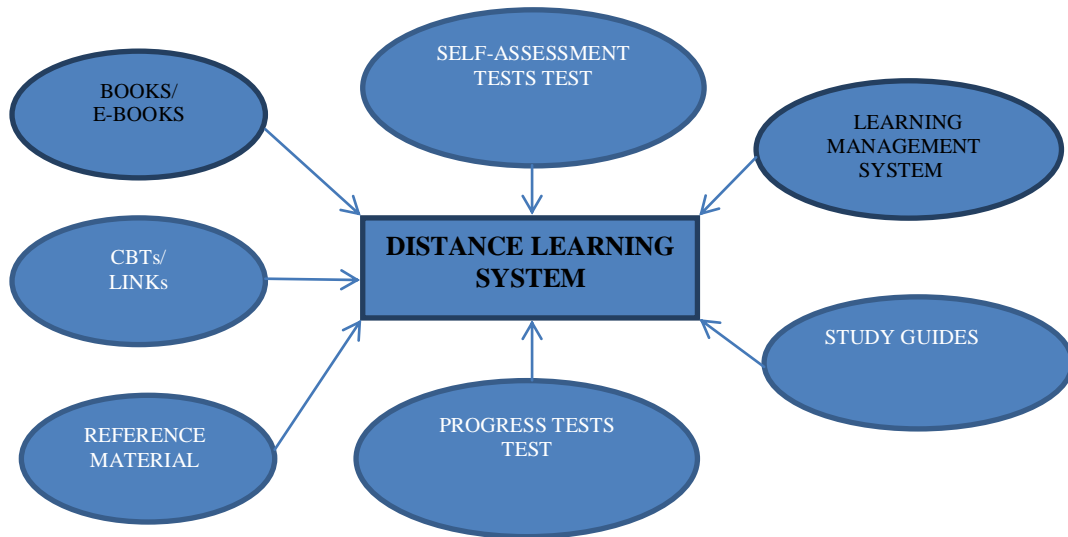 SELF-ASSESSMENT
TESTS TEST
BOOKS/
E-BOOKS
LEARNING
MANAGEMENT
SYSTEM
CBTs/
LINKs
DISTANCE LEARNING
SYSTEM
STUDY GUIDES
REFERENCE
MATERIAL
PROGRESS TESTS
TEST